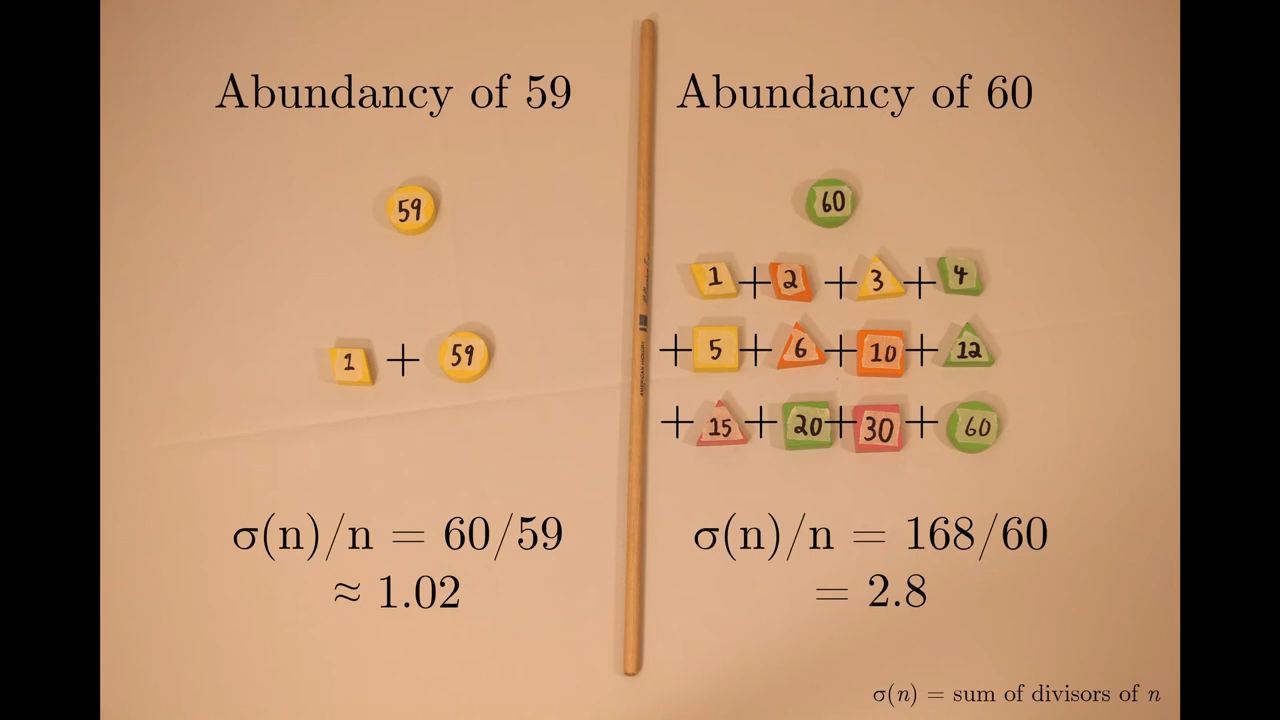 Abundancy of 59
59
1 + 59
σ(n)/n = 60/59
≈ 1.02
Abundancy of 60
60
1 + 2 + 3 + 4
+ 5 + 6 + 10 + 12
+ 15 + 20 + 30 + 60
σ(n)/n = 168/60
= 2.8
σ(n) = sum of divisors of n